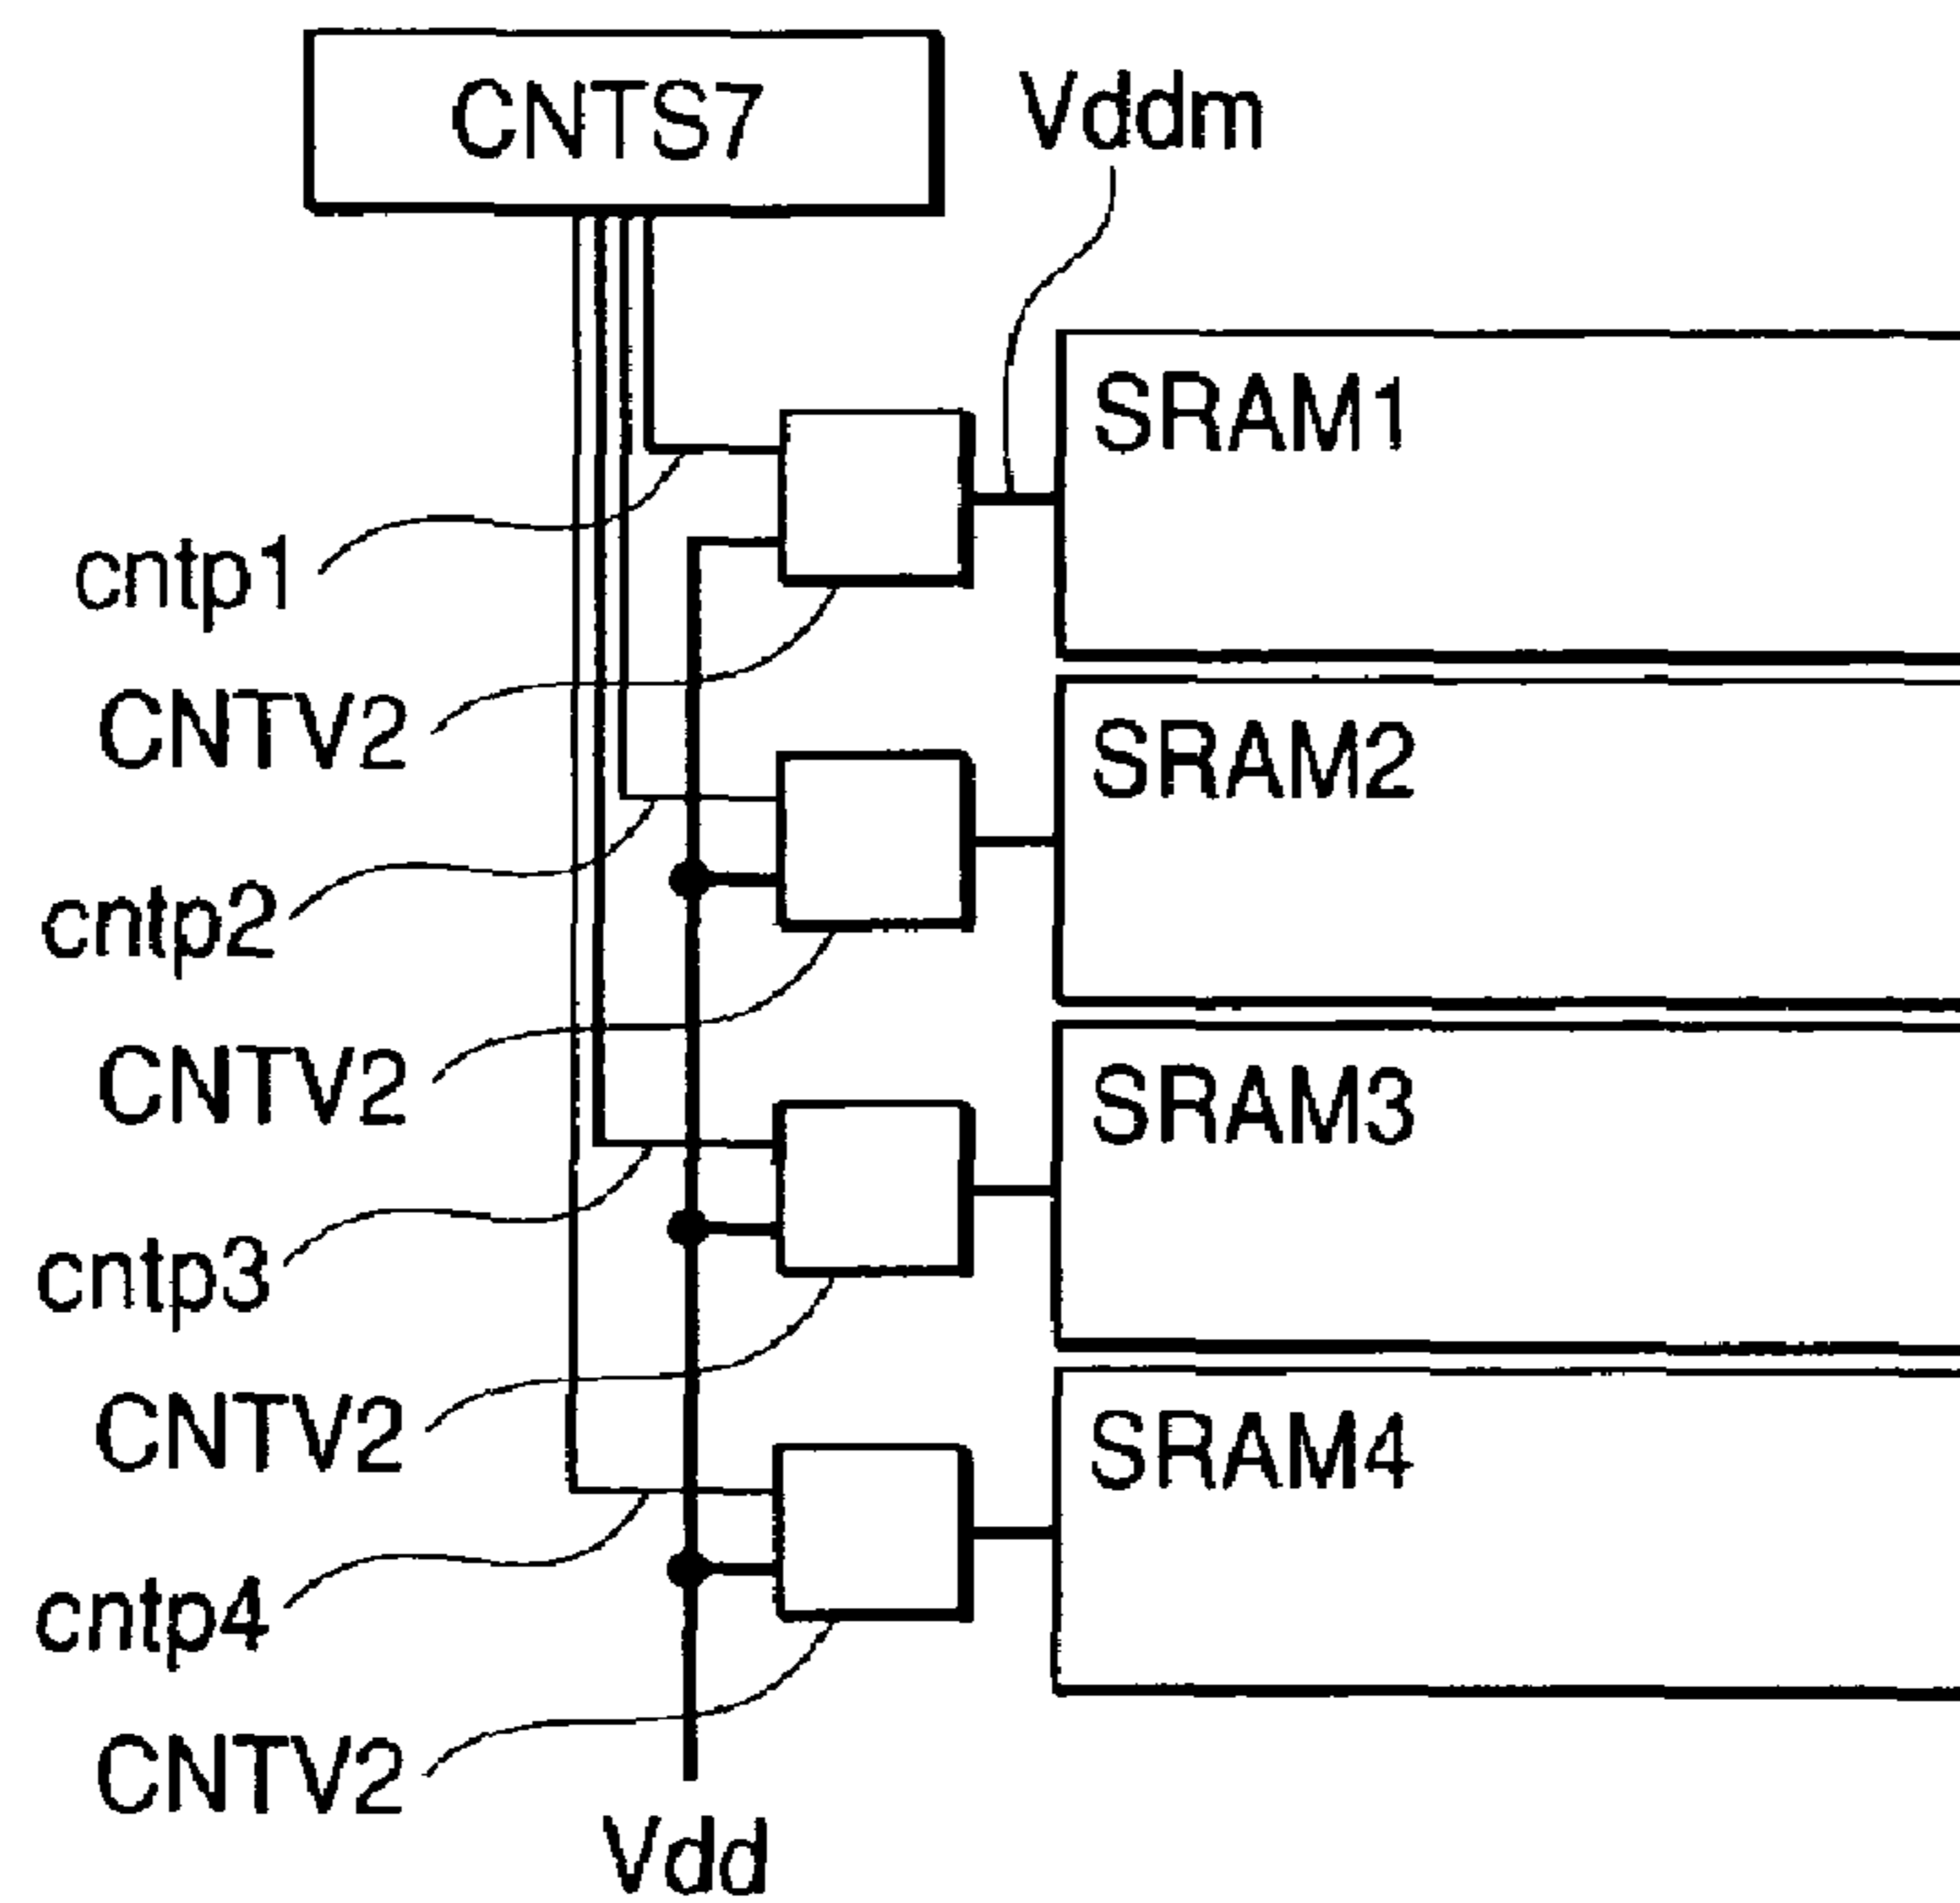 CNTS7
Vddm
SRAM1
cntp1
CNTV2
SRAM2
cntp2
CNTV2
SRAM3
cntp3
CNTV2
SRAM4
cntp4
CNTV2
Vdd